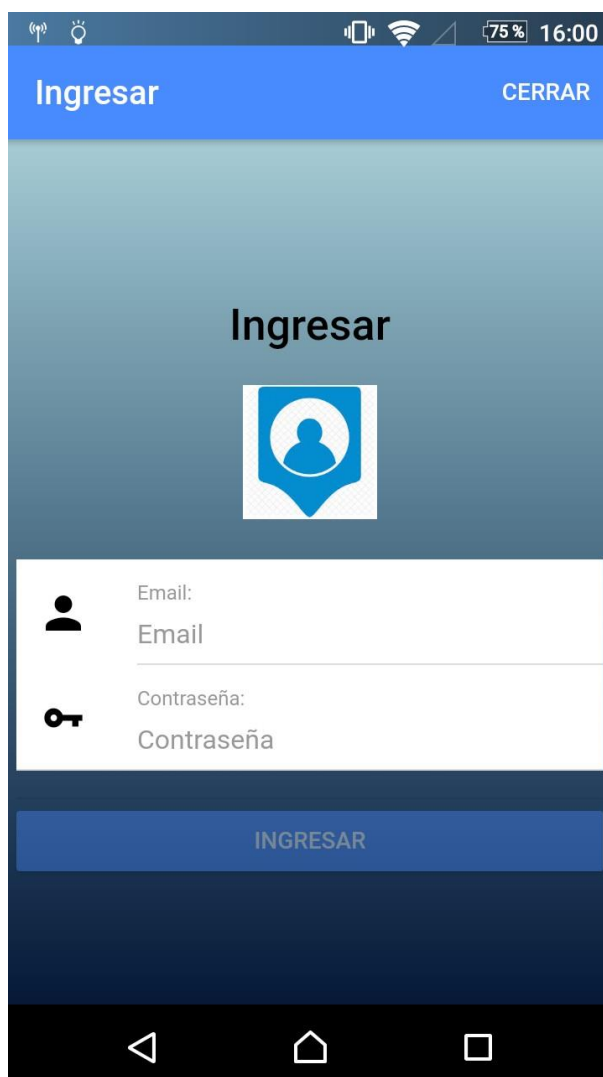 75% 16:00
Ingresar CERRAR
Ingresar
Email:
Email
Contraseña:
Contraseña
INGRESAR